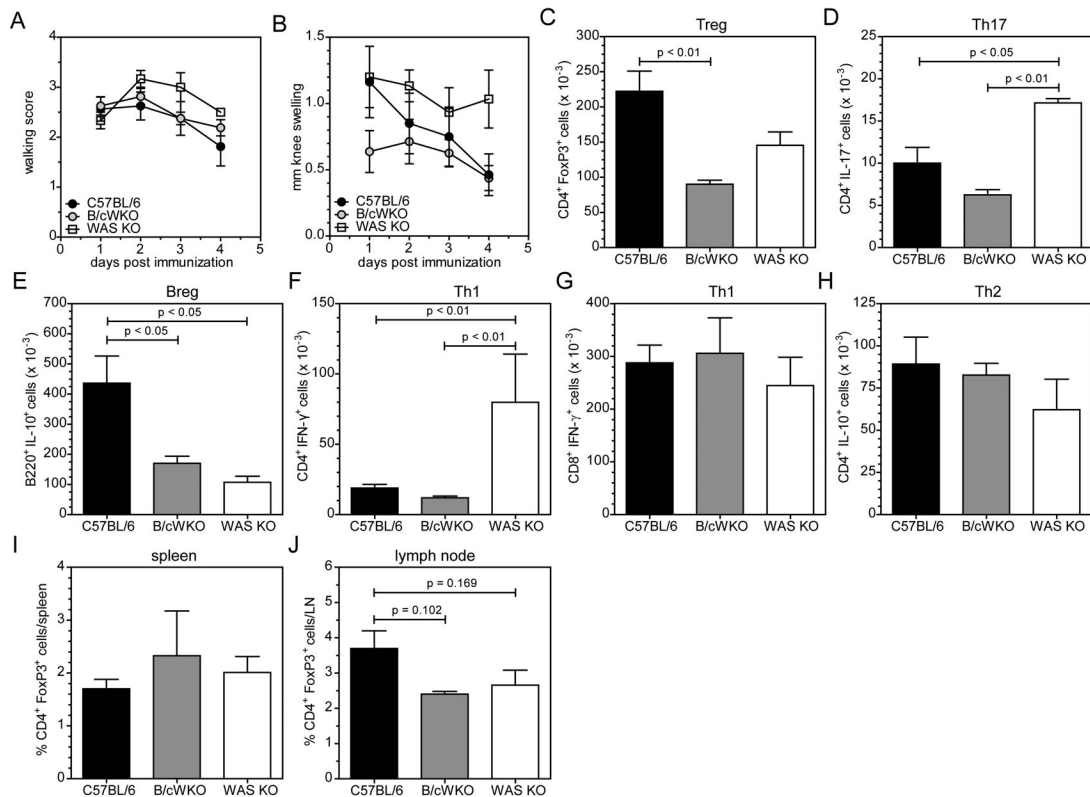 A
walking score
4
3
2
1
0
C57BL/6
B/cWKO
WAS KO
0 1 2 3 4 5
days post immunization
B
mm knee swelling
1.5
1.0
0.5
0.0
C57BL/6
B/cWKO
WAS KO
0 1 2 3 4 5
days post immunization
C
Treg
CD4⁺ FoxP3⁺ cells (x 10⁻³)
300
250
200
150
100
50
0
p < 0.01
C57BL/6 B/cWKO WAS KO
D
Th17
CD4⁺ IL-17⁺ cells (x 10⁻³)
25
20
15
10
5
0
p < 0.05
p < 0.01
C57BL/6 B/cWKO WAS KO
E
Breg
B220⁺ IL-10⁺ cells (x 10⁻³)
700
600
500
400
300
200
100
0
p < 0.05
p < 0.05
C57BL/6 B/cWKO WAS KO
F
Th1
CD4⁺ IFN-γ⁺ cells (x 10⁻³)
150
100
50
0
p < 0.01
p < 0.01
C57BL/6 B/cWKO WAS KO
G
Th1
CD8⁺ IFN-γ⁺ cells (x 10⁻³)
400
300
200
100
0
C57BL/6 B/cWKO WAS KO
H
Th2
CD4⁺ IL-10⁺ cells (x 10⁻³)
125
100
75
50
25
0
C57BL/6 B/cWKO WAS KO
I
spleen
% CD4⁺ FoxP3⁺ cells/spleen
4
3
2
1
0
C57BL/6 B/cWKO WAS KO
J
lymph node
% CD4⁺ FoxP3⁺ cells/LN
6
5
4
3
2
1
0
p = 0.169
p = 0.102
C57BL/6 B/cWKO WAS KO